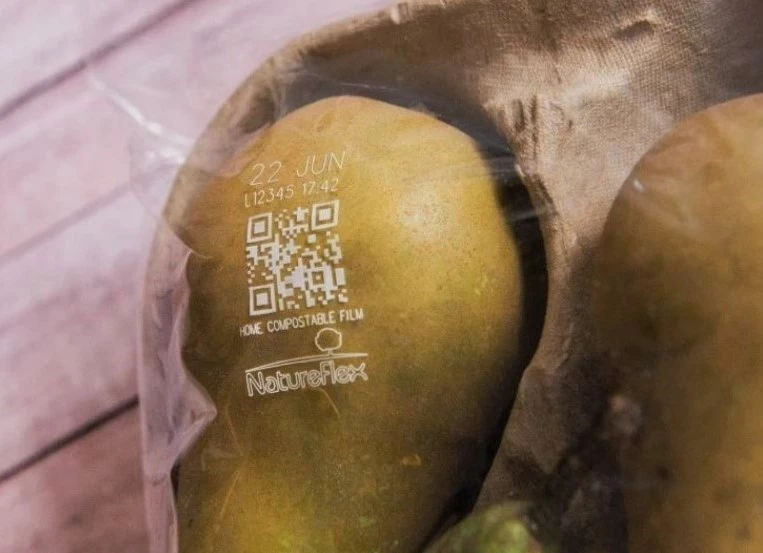 22 JUN
L12345 17:42
HOME COMPOSTABLE FILM
NatureFlex